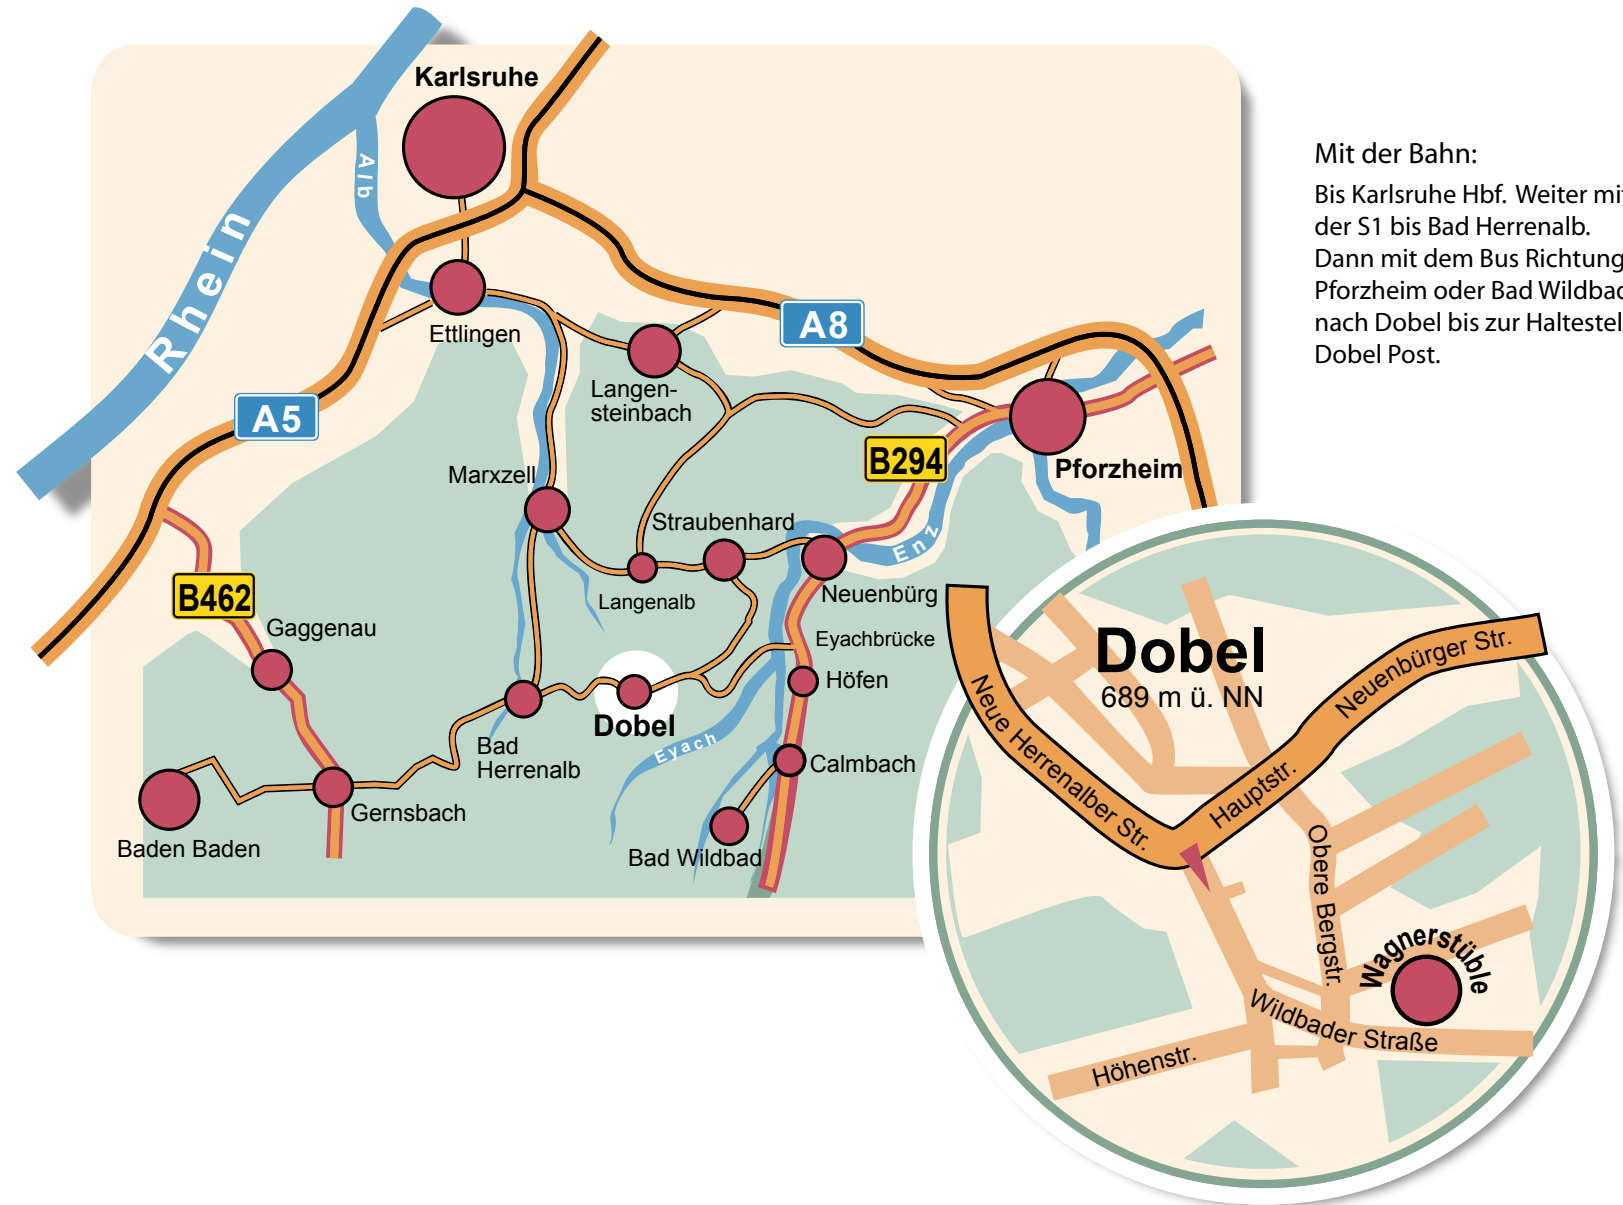 Karlsruhe
Alb
Rhein
Ettlingen
A8
A5
Langen-
steinbach
B294
Pforzheim
Marxzell
Straubenhard
Enz
Langenalb
Neuenbürg
B462
Gaggenau
Eyachbrücke
Höfen
Dobel
Eyach
Bad
Herrenalb
Calmbach
Gernsbach
Baden Baden
Bad Wildbad
Mit der Bahn:
Bis Karlsruhe Hbf. Weiter mi
der S1 bis Bad Herrenalb.
Dann mit dem Bus Richtung
Pforzheim oder Bad Wildbad
nach Dobel bis zur Haltestel
Dobel Post.
Dobel
689 m ü. NN
Neuenbürger Str.
Neue Herrenalber Str.
Hauptstr.
Obere Bergstr.
Wagnerstüble
Wildbader Straße
Höhenstr.